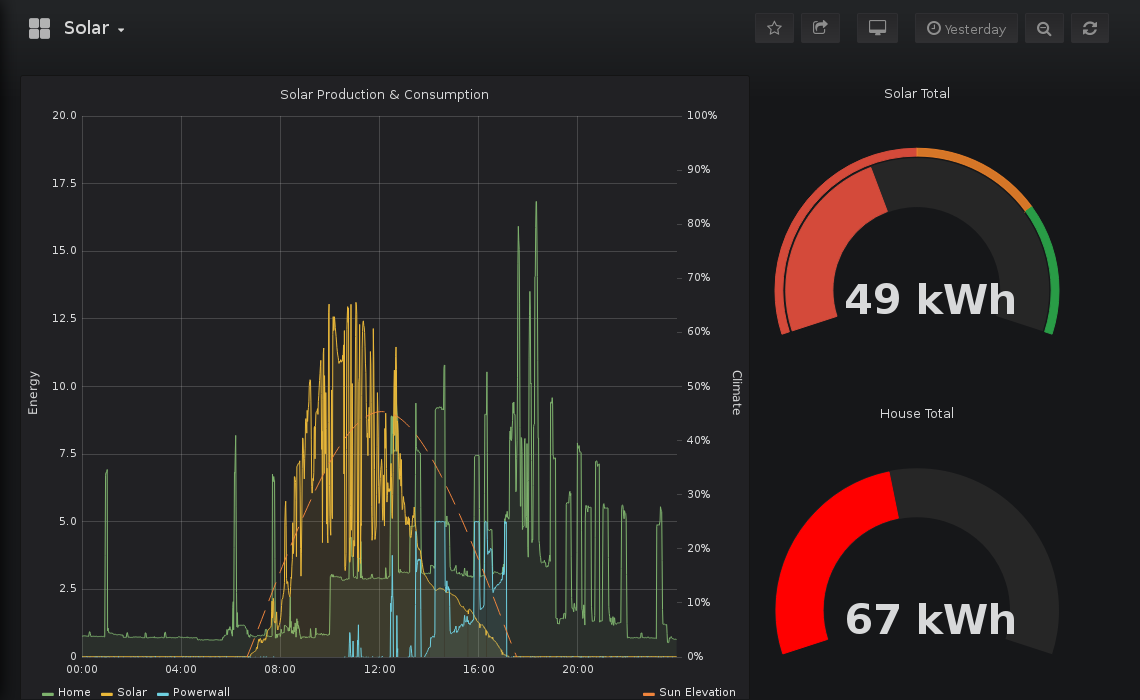 Solar
Yesterday
Solar Production & Consumption
20.0
17.5
15.0
12.5
10.0
7.5
5.0
2.5
0
Energy
100%
90%
80%
70%
60%
50%
40%
30%
20%
10%
0%
Climate
00:00 04:00 08:00 12:00 16:00 20:00
Home Solar Powerwall Sun Elevation
Solar Total
49 kWh
House Total
67 kWh